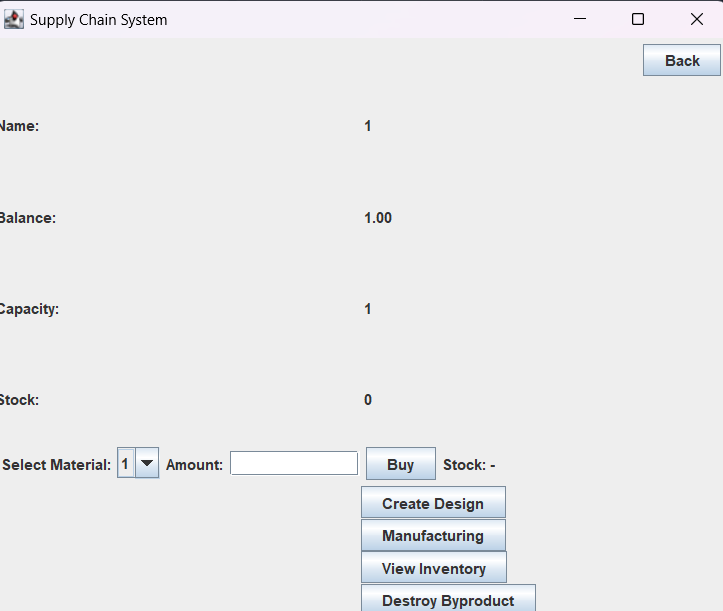 Supply Chain System
Back
Name: 1
Balance: 1.00
Capacity: 1
Stock: 0
Select Material: 1 Amount: Buy Stock: -
Create Design
Manufacturing
View Inventory
Destroy Byproduct